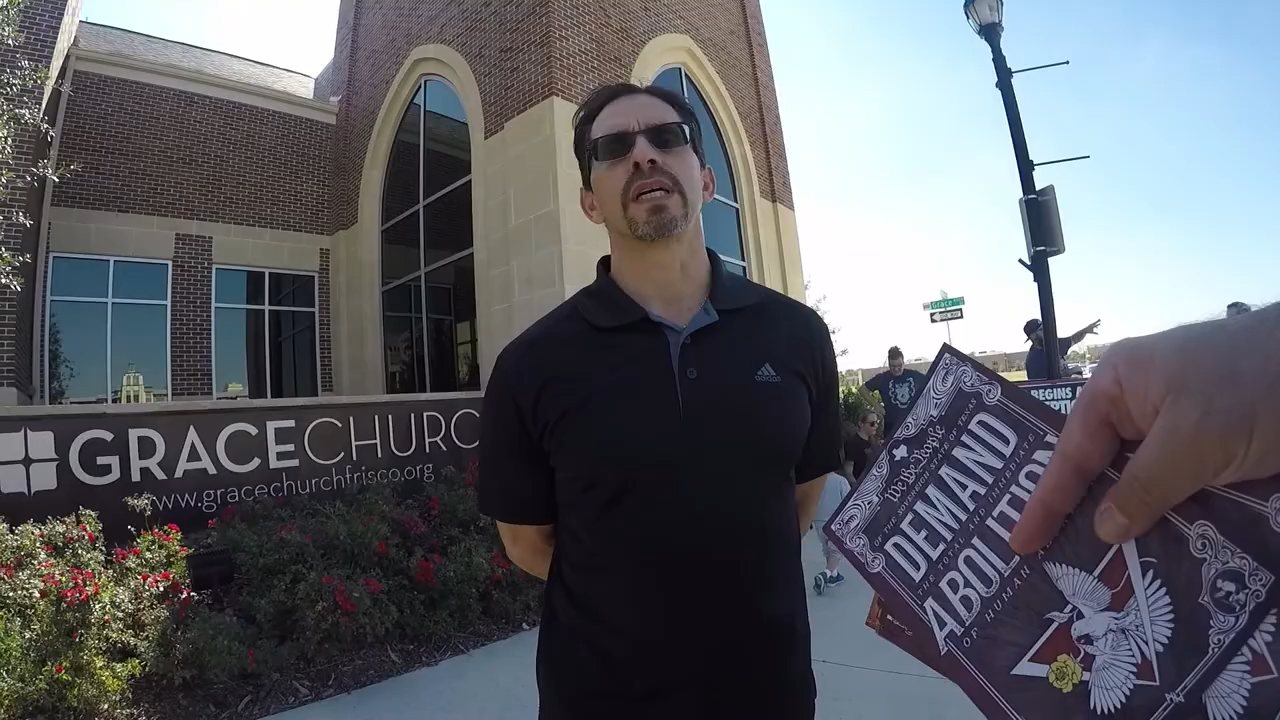 GRACECHURC
www.gracechurchfrisco.org
adidas
Grace
ONE WAY
BEGINS
We the People
OF THE SOVEREIGN STATE OF TEXAS
DEMAND
THE TOTAL AND IMMEDIATE
ABOLITION
OF HUMAN